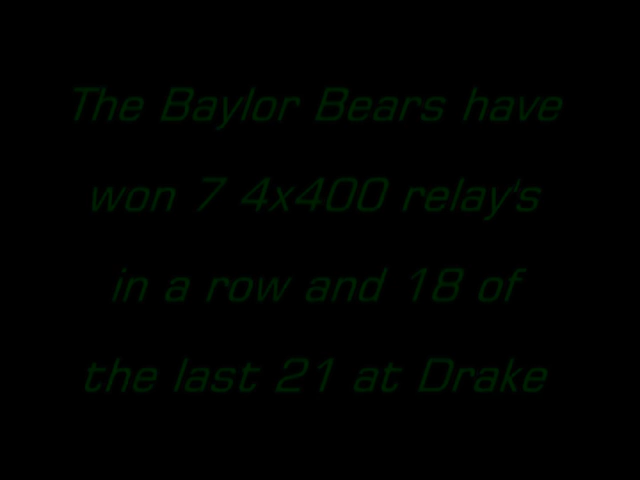 The Baylor Bears have
won 7 4x400 relay's
in a row and 18 of
the last 21 at Drake